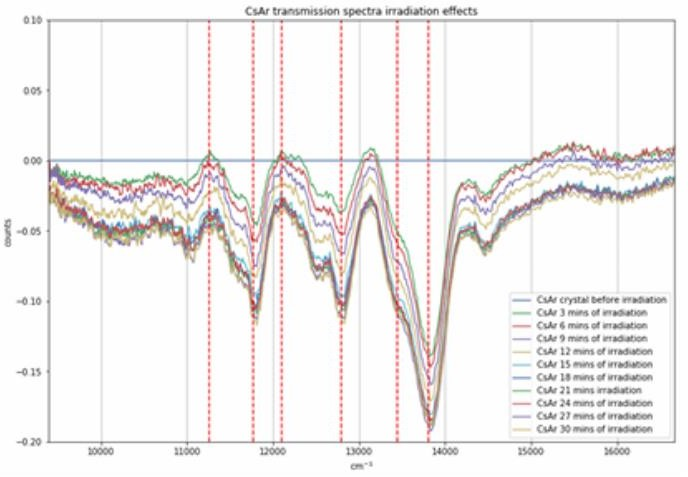 CsAr transmission spectra irradiation effects
0.10
0.05
0.00
−0.05
−0.10
−0.15
−0.20
counts
CsAr crystal before irradiation
CsAr 3 mins of irradiation
CsAr 6 mins of irradiation
CsAr 9 mins of irradiation
CsAr 12 mins of irradiation
CsAr 15 mins of irradiation
CsAr 18 mins of irradiation
CsAr 21 mins irradiation
CsAr 24 mins of irradiation
CsAr 27 mins of irradiation
CsAr 30 mins of irradiation
10000 11000 12000 13000 14000 15000 16000
cm⁻¹